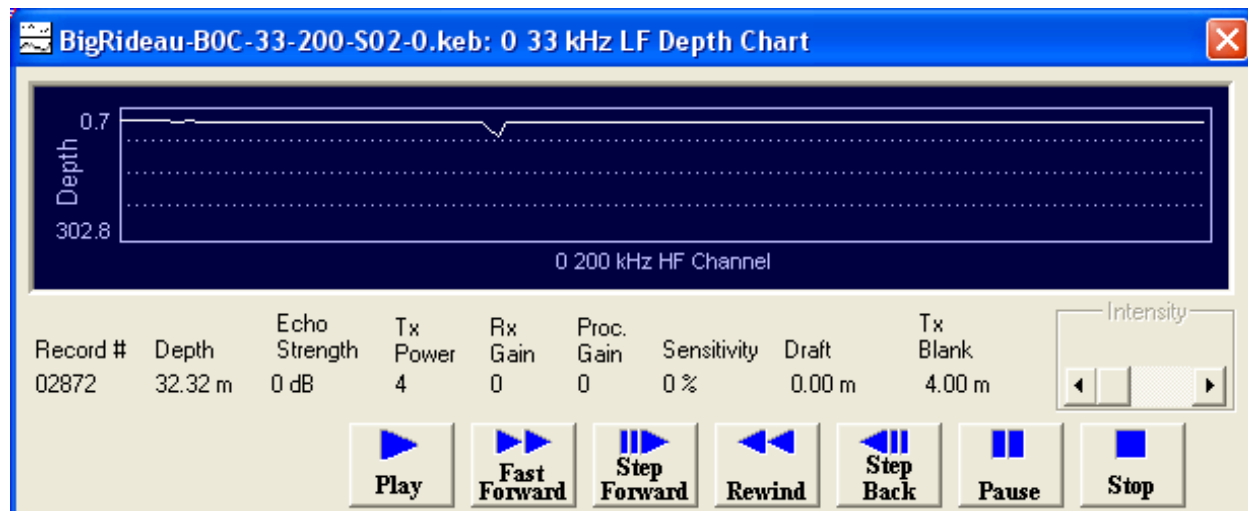 BigRideau-B0C-33-200-S02-0.keb: 0 33 kHz LF Depth Chart
0.7
Depth
302.8
0 200 kHz HF Channel
Record #
02872
Depth
32.32 m
Echo
Strength
0 dB
Tx
Power
4
Rx
Gain
0
Proc.
Gain
0
Sensitivity
0 %
Draft
0.00 m
Tx
Blank
4.00 m
Intensity
Play
Fast
Forward
Step
Forward
Rewind
Step
Back
Pause
Stop